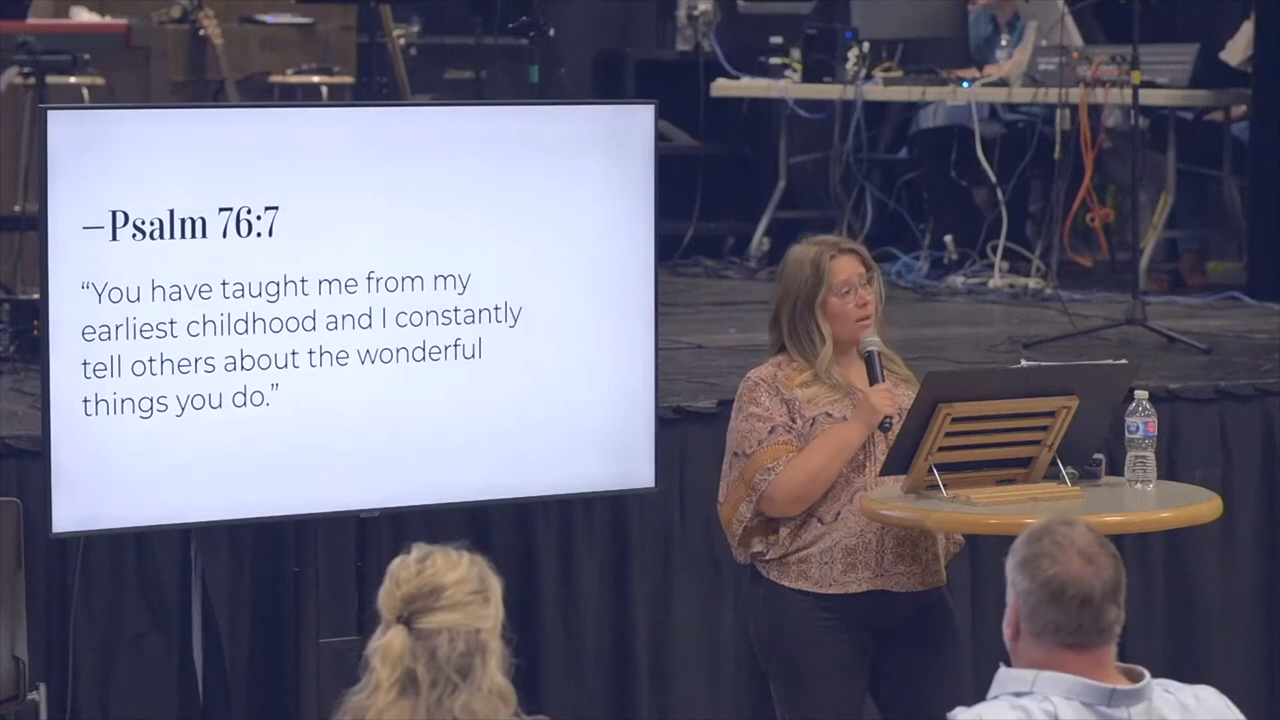 –Psalm 76:7
“You have taught me from my
earliest childhood and I constantly
tell others about the wonderful
things you do.”